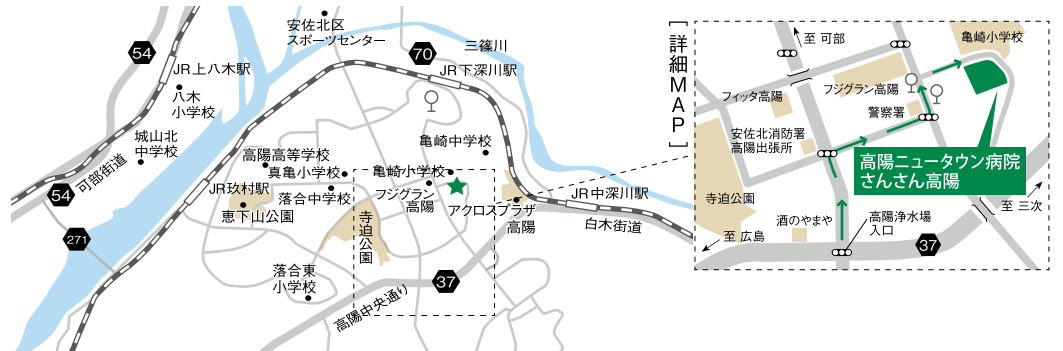 安佐北区
スポーツセンター
三篠川
54
70
JR下深川駅
JR上八木駅
八木
小学校
城山北
中学校
可部街道
54
271
高陽高等学校
真亀小学校
JR玖村駅
落合中学校
恵下山公園
亀崎中学校
亀崎小学校
フジグラン
高陽
寺迫公園
アクロスプラザ
高陽
JR中深川駅
白木街道
落合東
小学校
37
高陽中央通り
[詳細MAP]
至 可部
亀崎小学校
フジグラン高陽
フィッタ高陽
警察署
安佐北消防署
高陽出張所
高陽ニュータウン病院
さんさん高陽
寺迫公園
酒のやまや
高陽浄水場
入口
至 三次
至 広島
37